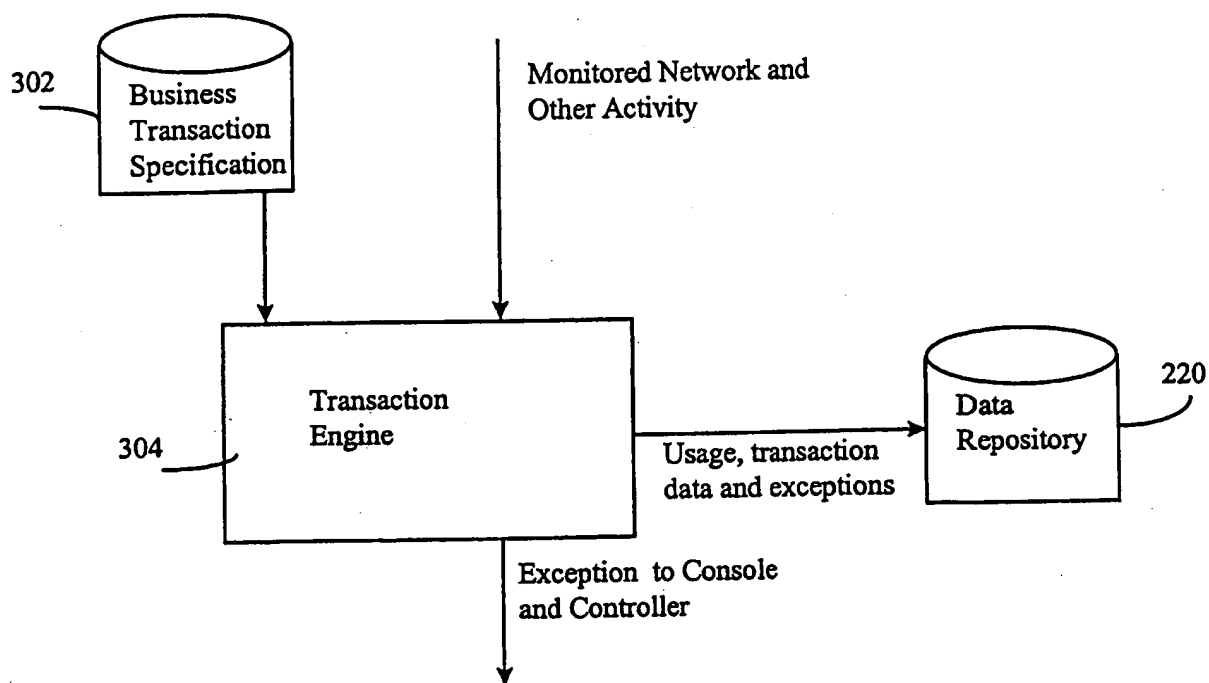 302
Business
Transaction
Specification
Monitored Network and
Other Activity
304
Transaction
Engine
Usage, transaction
data and exceptions
Data
Repository
220
Exception to Console
and Controller